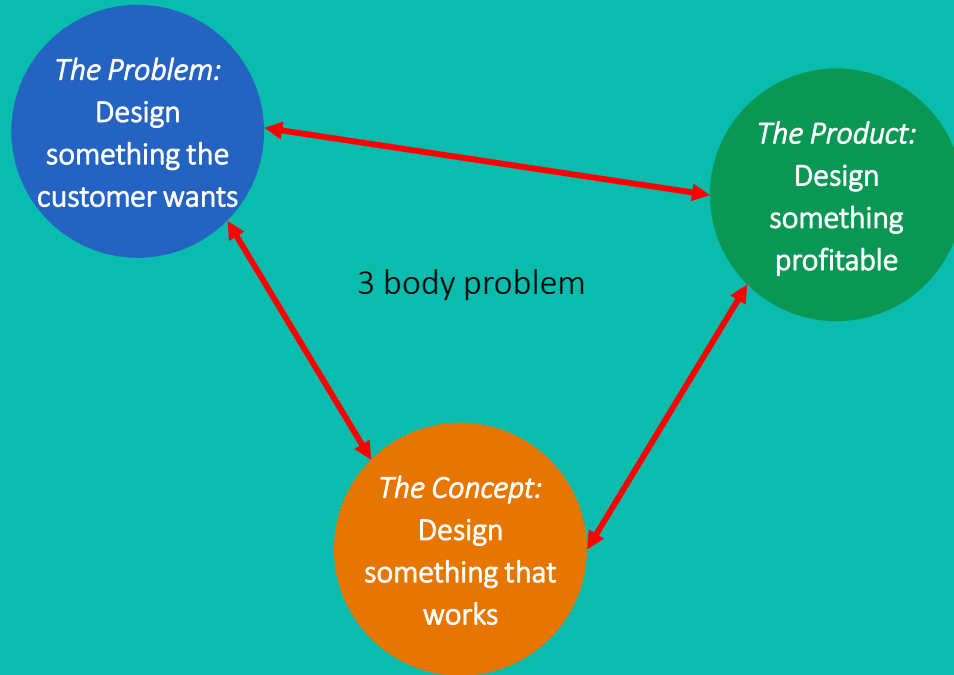 The Problem:
Design
something the
customer wants
The Product:
Design
something
profitable
3 body problem
The Concept:
Design
something that
works